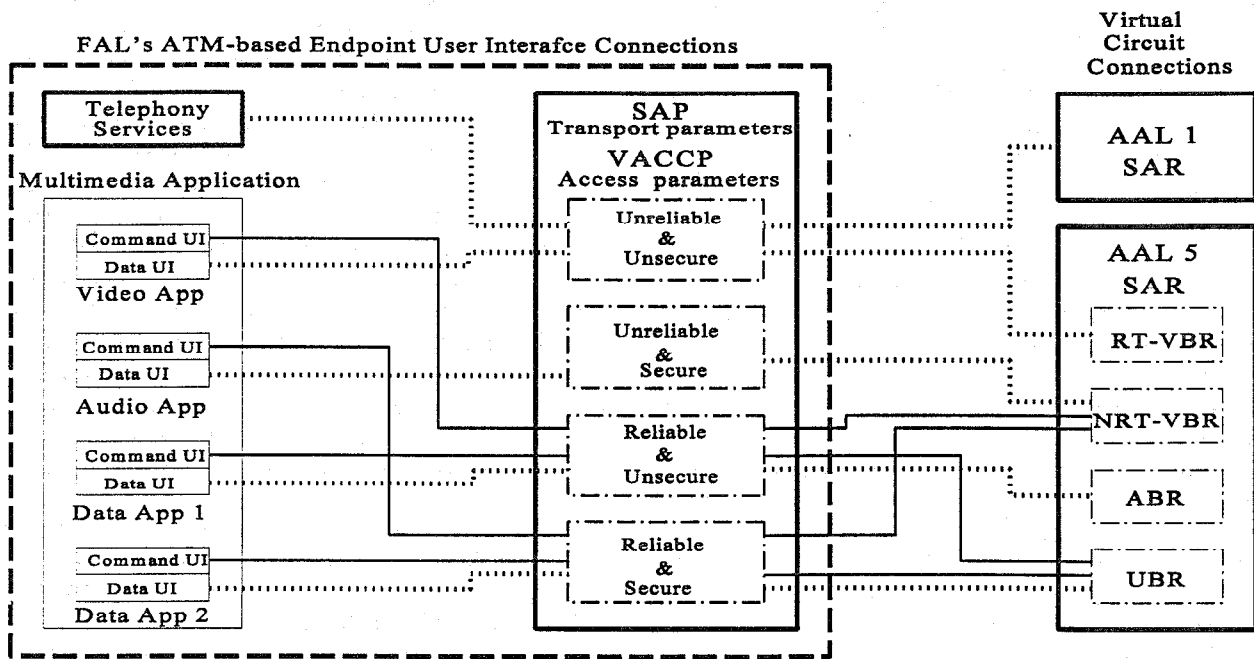 FAL's ATM-based Endpoint User Interafce Connections
Virtual
Circuit
Connections
Telephony
Services
Multimedia Application
Command UI
Data UI
Video App
Command UI
Data UI
Audio App
Command UI
Data UI
Data App 1
Command UI
Data UI
Data App 2
SAP
Transport parameters
VACCP
Access parameters
Unreliable
&
Unsecure
Unreliable
&
Secure
Reliable
&
Unsecure
Reliable
&
Secure
AAL 1
SAR
AAL 5
SAR
RT-VBR
NRT-VBR
ABR
UBR